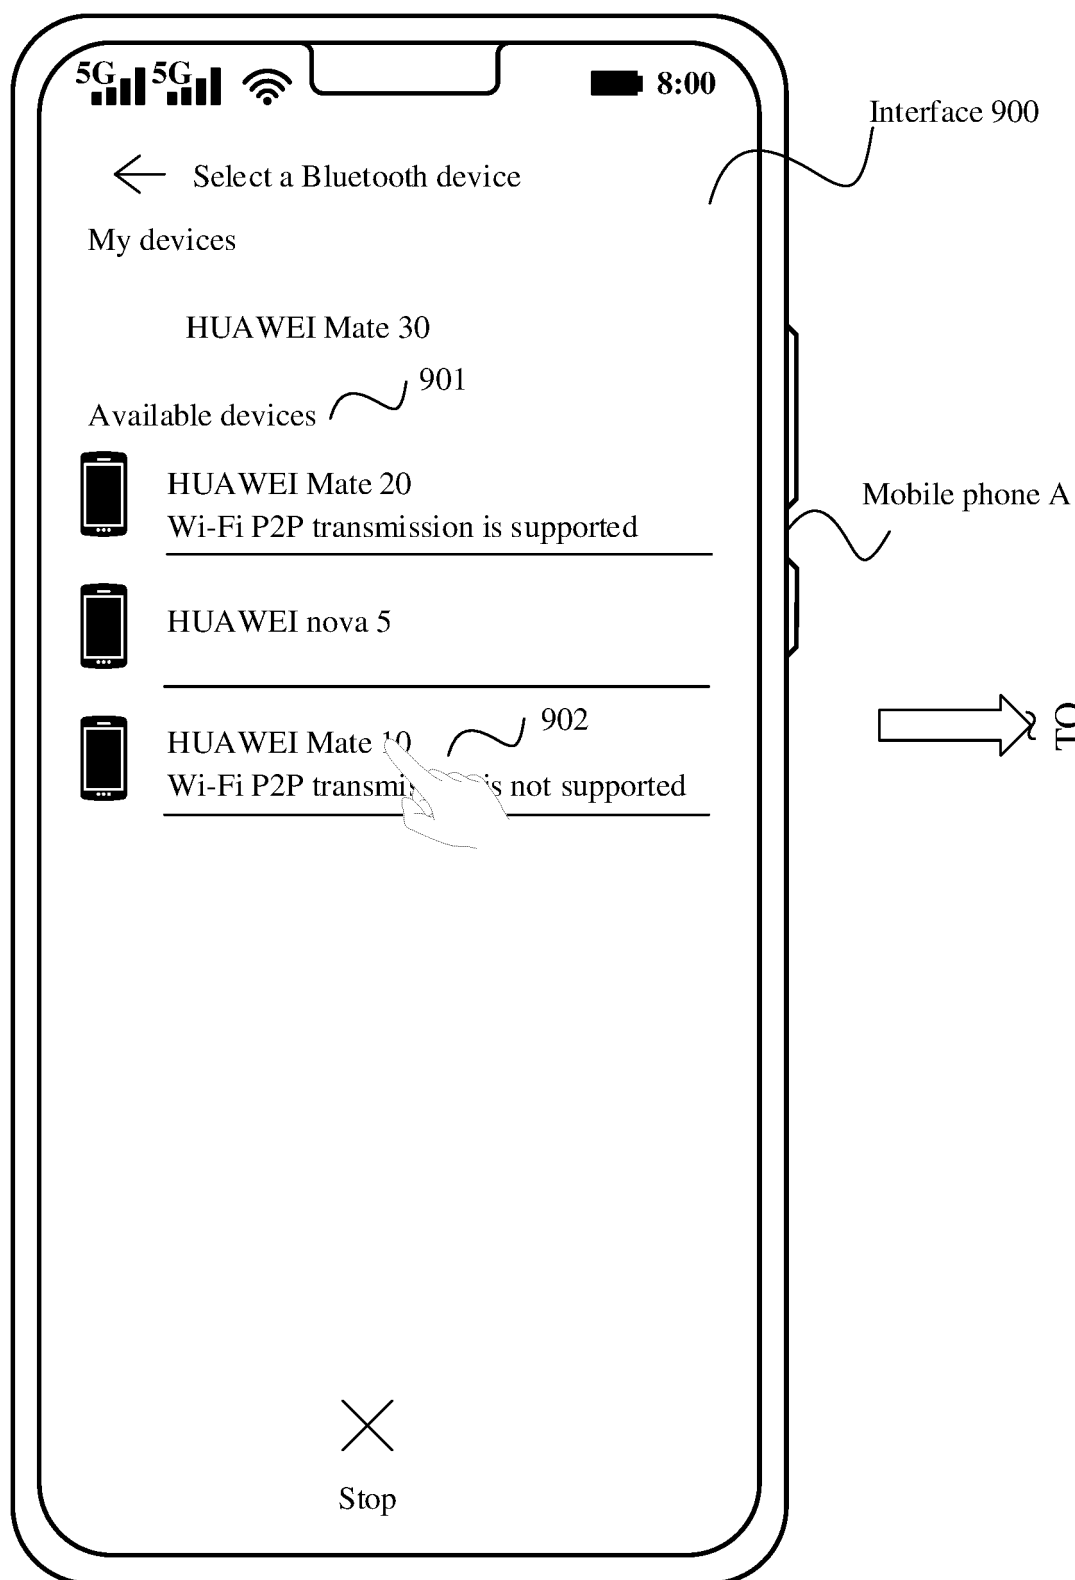 5G 5G 8:00
Interface 900
Select a Bluetooth device
My devices
HUAWEI Mate 30
901
Available devices
HUAWEI Mate 20
Mobile phone A
Wi-Fi P2P transmission is supported
HUAWEI nova 5
902
HUAWEI Mate 10
Wi-Fi P2P is not supported
Stop